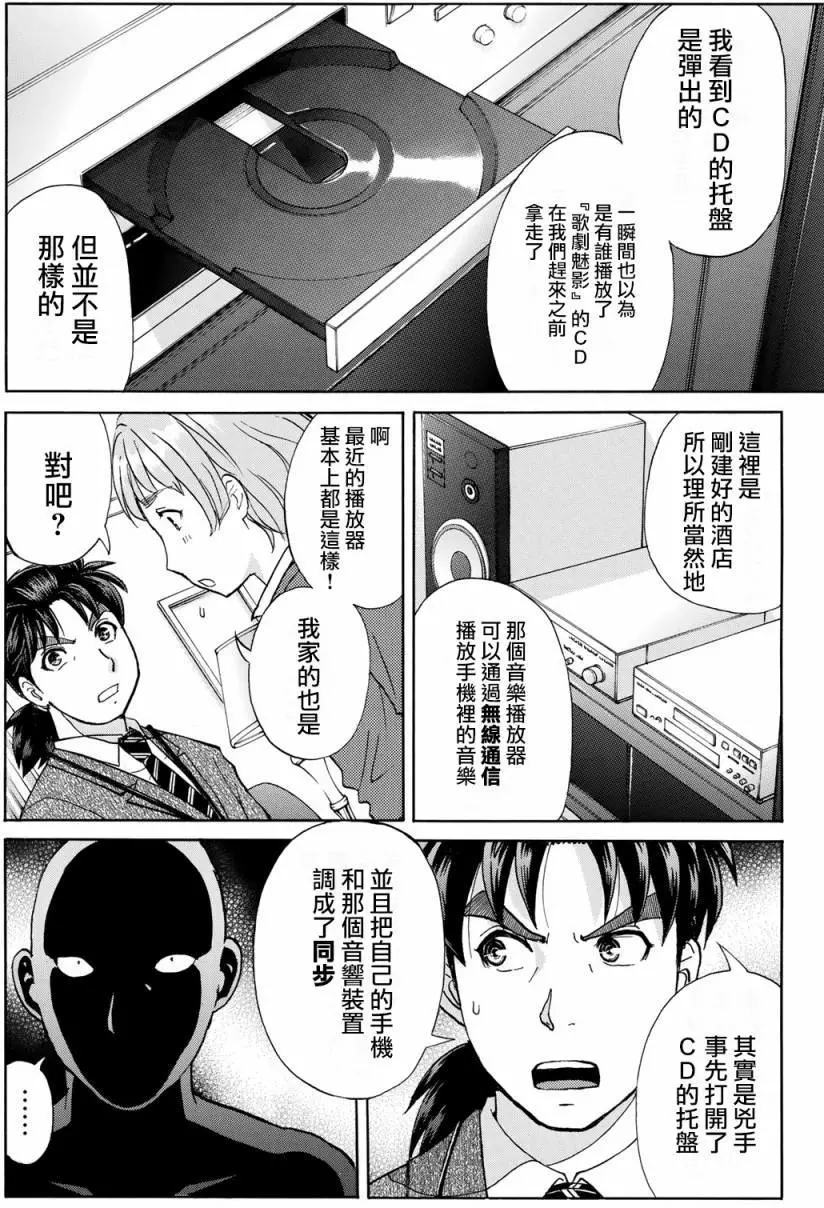 我看到CD的托盤
是彈出的
一瞬間也以為
是有誰播放了
『歌劇魅影』的CD
在我們趕來之前
拿走了
但並不是
那樣的
這裡是
剛建好的酒店
所以理所當然地
那個音樂播放器
可以通過無線通信
播放手機裡的音樂
啊
最近的播放器
基本上都是這樣！
我家的也是
對吧？
其實是兇手
事先打開了
CD的托盤
並且把自己的手機
和那個音響裝置
調成了同步
……